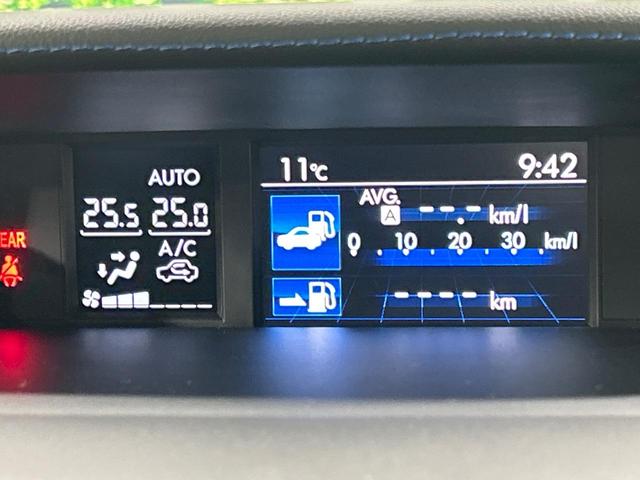 AUTO
25.5 25.0
A/C
EAR
11°C 9:42
AVG.
A --.- km/l
0 10 20 30 km/l
---- km